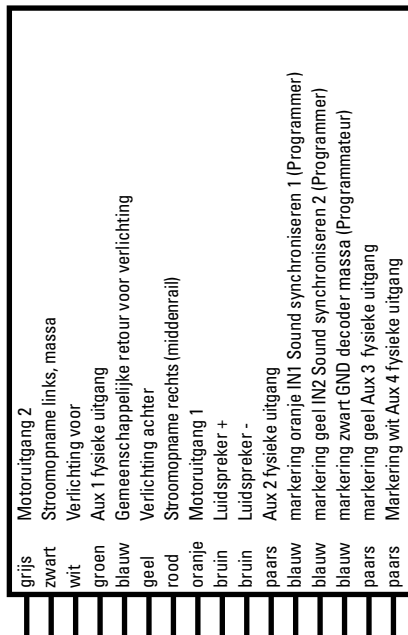 grijs Motoruitgang 2
zwart Stroomopname links, massa
wit Verlichting voor
groen Aux 1 fysieke uitgang
blauw Gemeenschappelijke retour voor verlichting
geel Verlichting achter
rood Stroomopname rechts (middenrail)
oranje Motoruitgang 1
bruin Luidspreker +
bruin Luidspreker -
paars Aux 2 fysieke uitgang
blauw markering oranje IN1 Sound synchroniseren 1 (Programmer)
blauw markering geel IN2 Sound synchroniseren 2 (Programmer)
blauw markering zwart GND decoder massa (Programmateur)
paars markering geel Aux 3 fysieke uitgang
paars Markering wit Aux 4 fysieke uitgang